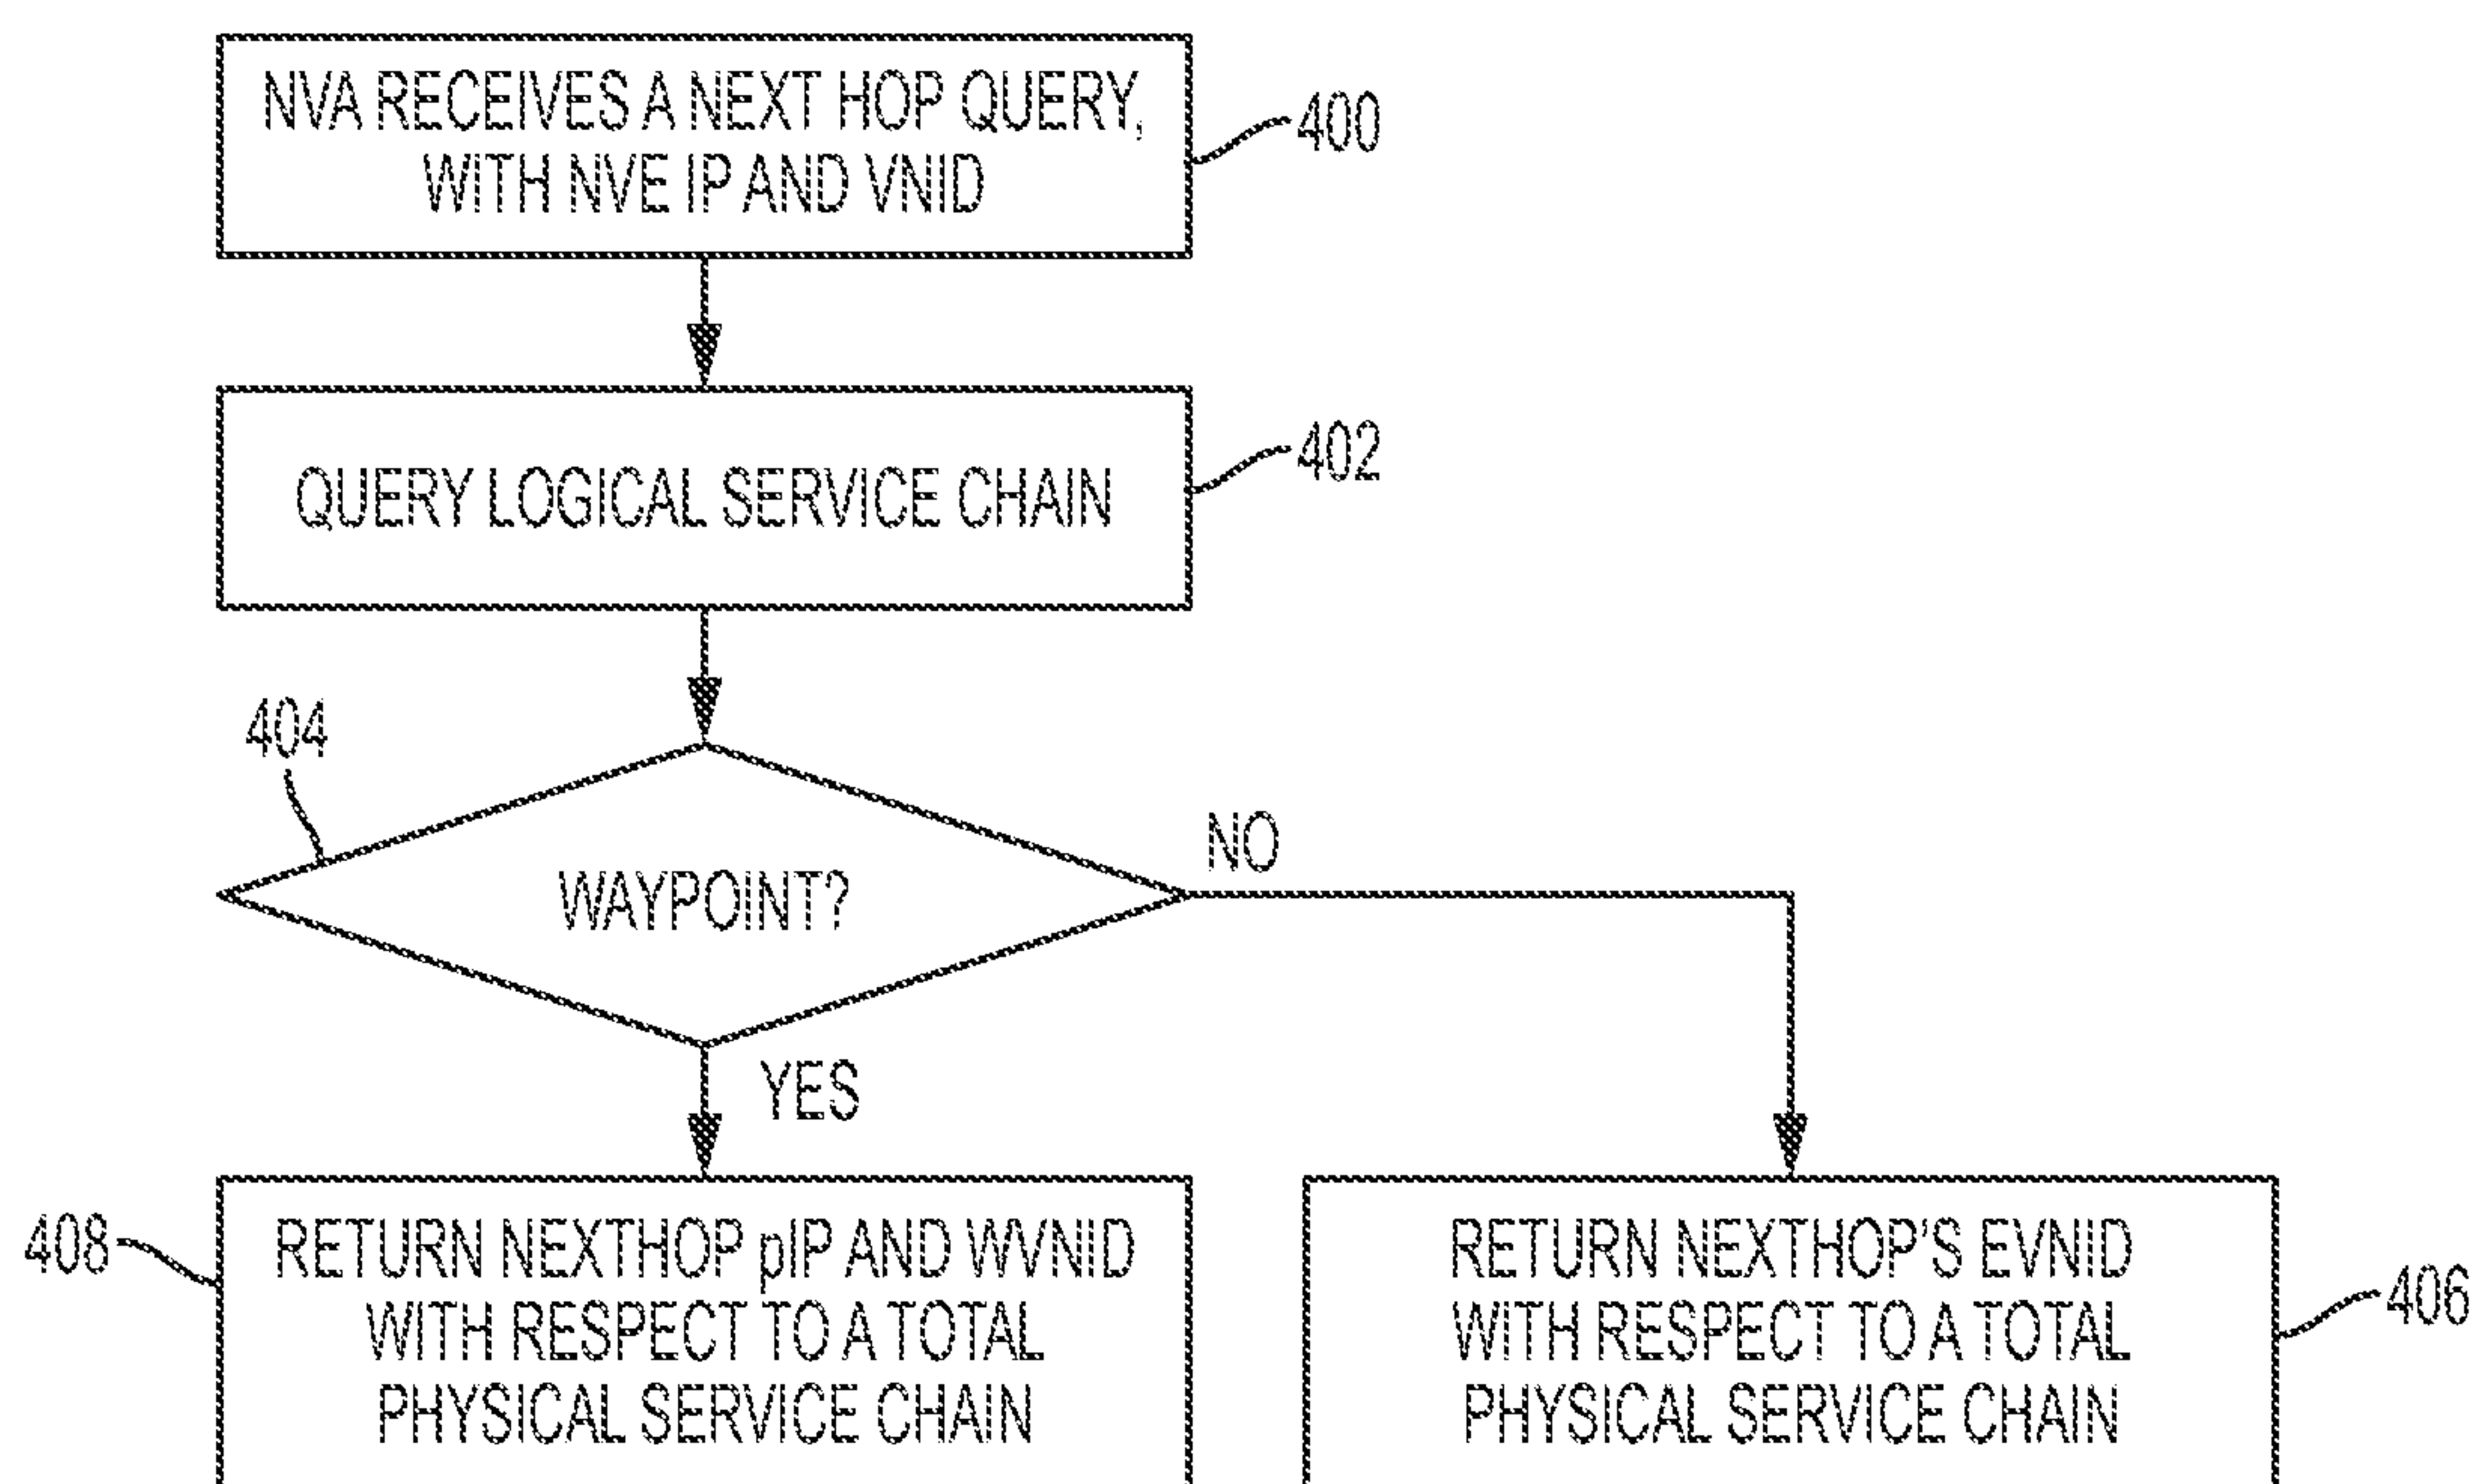 NVA RECEIVES A NEXT HOP QUERY,
WITH NVE IP AND VNID
400
QUERY LOGICAL SERVICE CHAIN
402
404
WAYPOINT?
NO
YES
408
RETURN NEXTHOP pIP AND WVNID
WITH RESPECT TO A TOTAL
PHYSICAL SERVICE CHAIN
RETURN NEXTHOP'S EVNID
WITH RESPECT TO A TOTAL
PHYSICAL SERVICE CHAIN
406